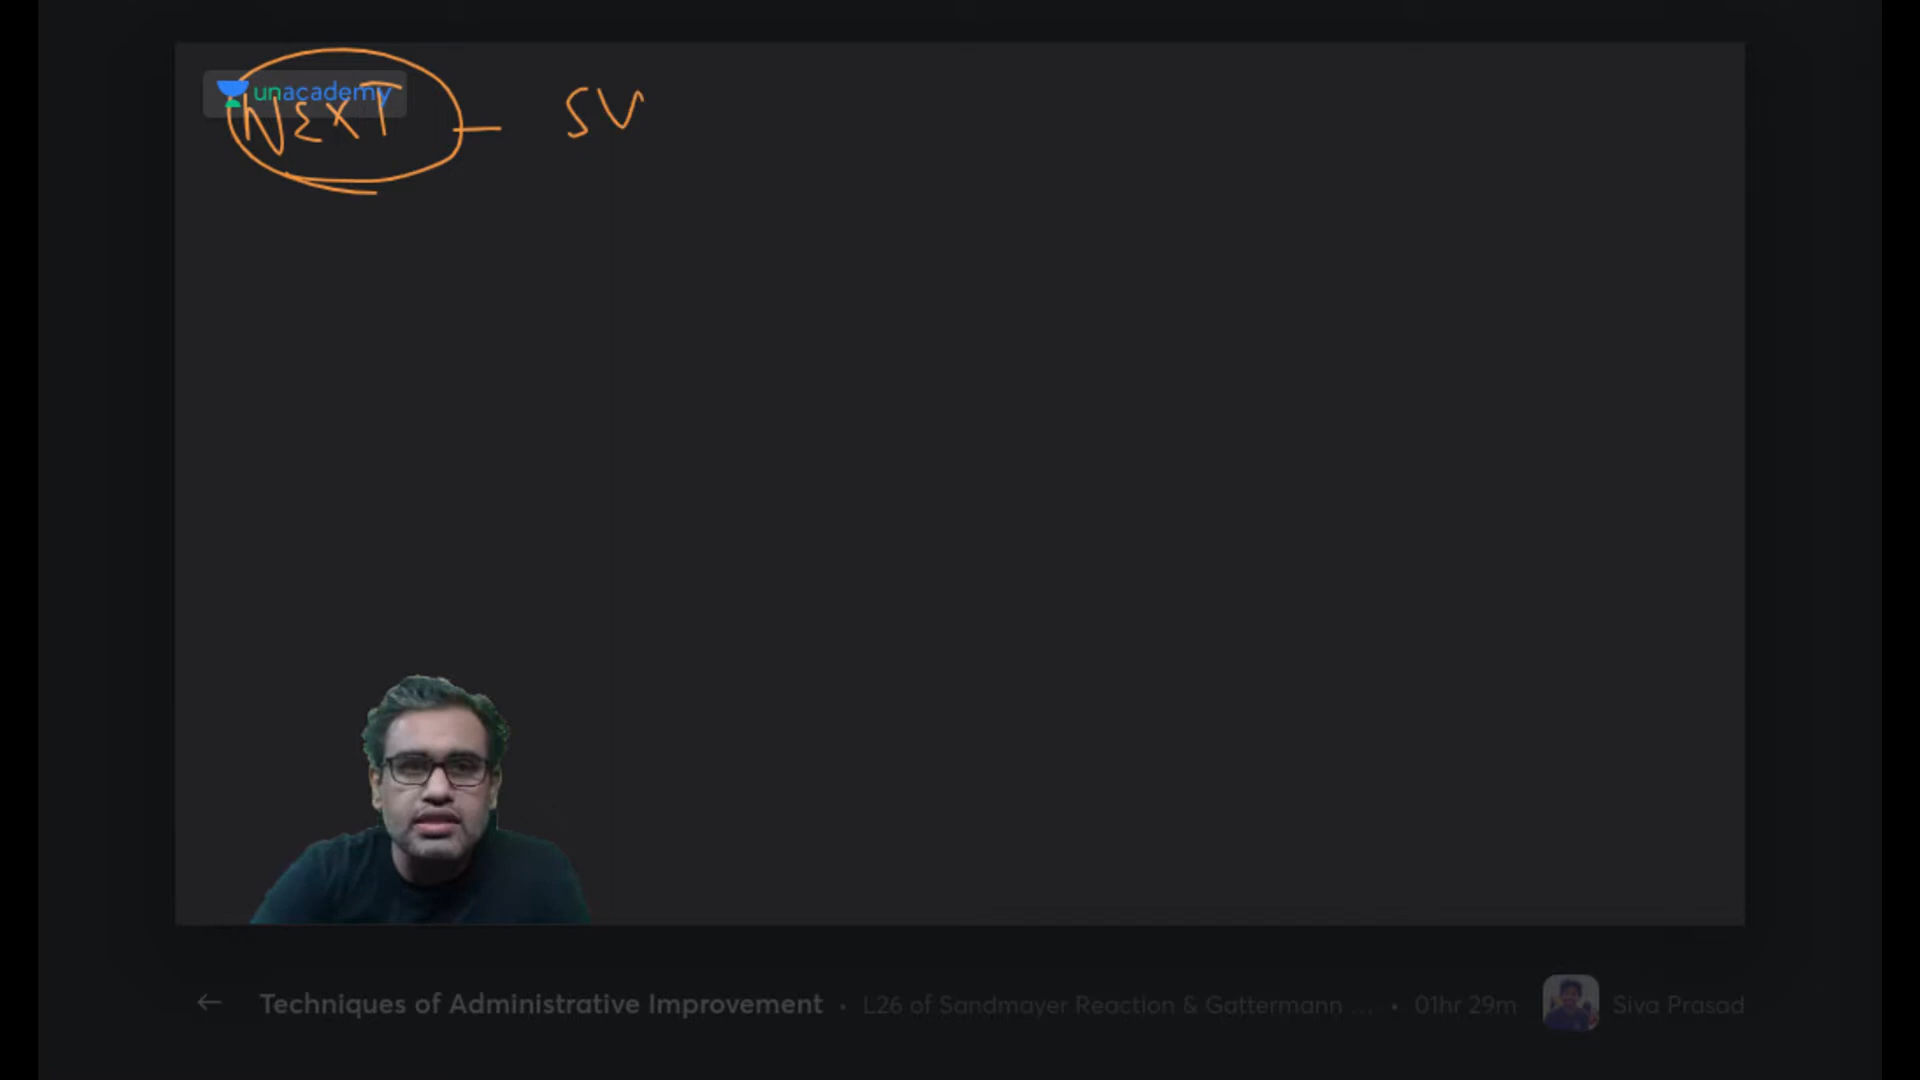 unacademy
NEXT — SV
Techniques of Administrative Improvement • L26 of Sandmayer Reaction & Gattermann ... • 01hr 29m Siva Prasad